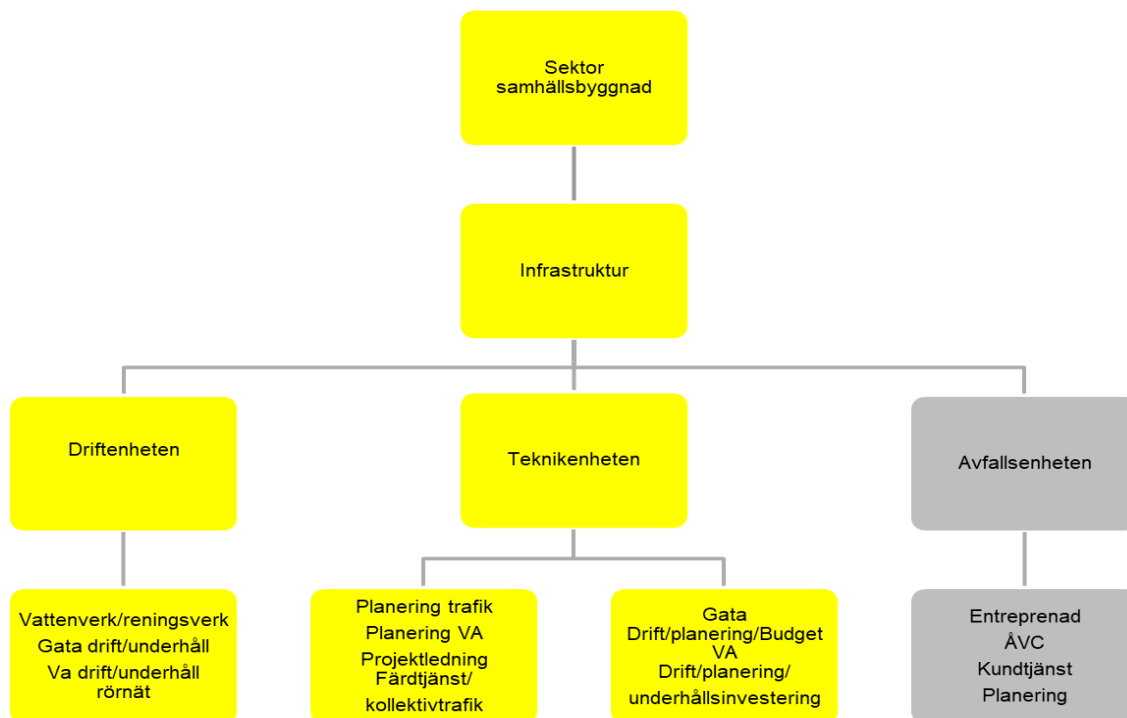 Sektor
samhällsbyggnad
Infrastruktur
Driftenheten
Teknikenheten
Avfallsenheten
Vattenverk/reningsverk
Gata drift/underhåll
Va drift/underhåll
rörnät
Planering trafik
Planering VA
Projektledning
Färdtjänst/
kollektivtrafik
Gata
Drift/planering/Budget
VA
Drift/planering/
underhållsinvestering
Entreprenad
ÅVC
Kundtjänst
Planering